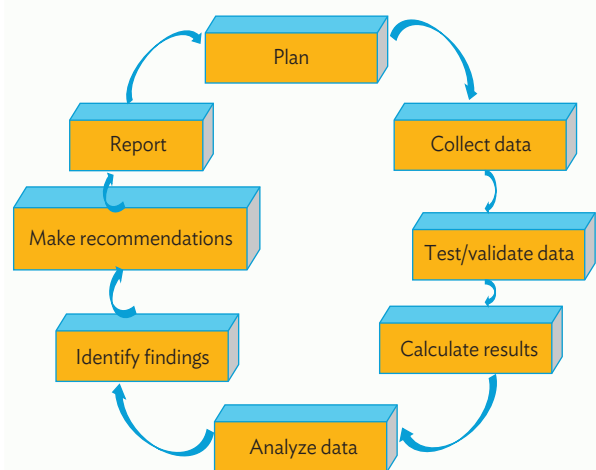 Plan
Collect data
Test/validate data
Calculate results
Analyze data
Identify findings
Make recommendations
Report